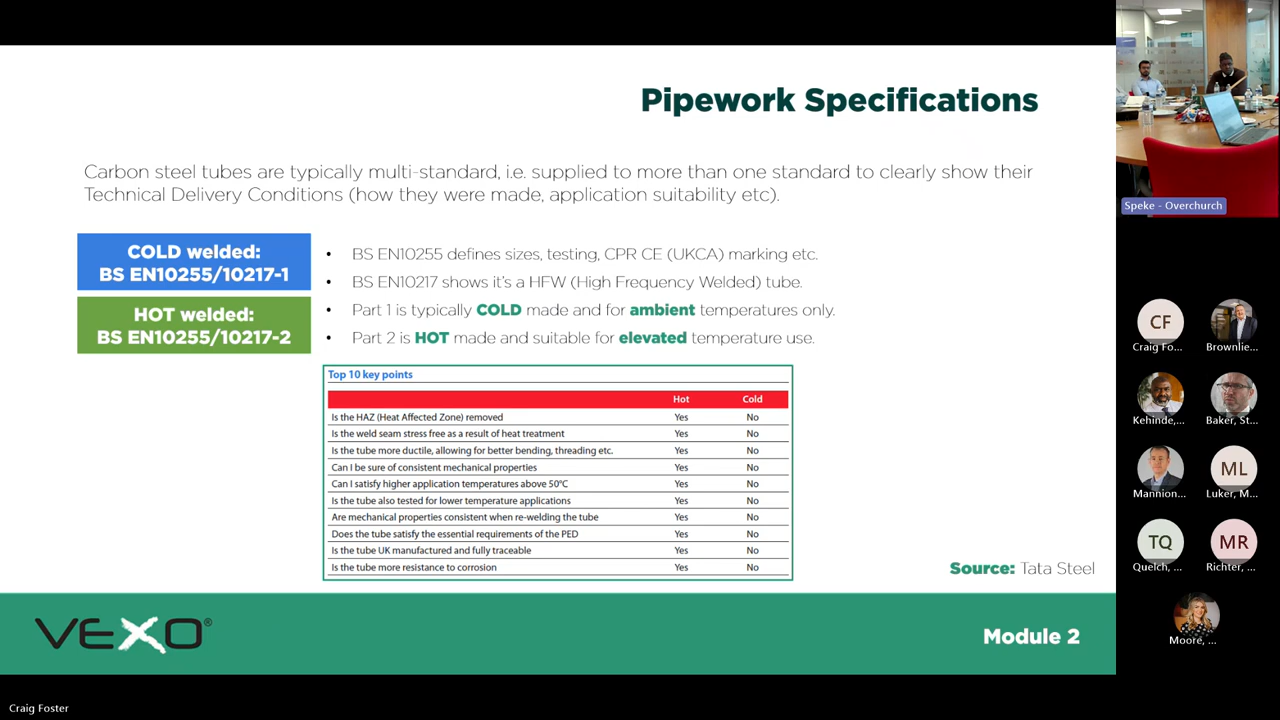 Pipework Specifications
Carbon steel tubes are typically multi-standard, i.e. supplied to more than one standard to clearly show their
Technical Delivery Conditions (how they were made, application suitability etc).
COLD welded:
BS EN10255/10217-1
HOT welded:
BS EN10255/10217-2
• BS EN10255 defines sizes, testing, CPR CE (UKCA) marking etc.
• BS EN10217 shows it's a HFW (High Frequency Welded) tube.
• Part 1 is typically COLD made and for ambient temperatures only.
• Part 2 is HOT made and suitable for elevated temperature use.
Top 10 key points
Hot Cold
Is the HAZ (Heat Affected Zone) removed Yes No
Is the weld seam stress free as a result of heat treatment Yes No
Is the tube more ductile, allowing for better bending, threading etc. Yes No
Can I be sure of consistent mechanical properties Yes No
Can I satisfy higher application temperatures above 50°C Yes No
Is the tube also tested for lower temperature applications Yes No
Are mechanical properties consistent when re-welding the tube Yes No
Does the tube satisfy the essential requirements of the PED Yes No
Is the tube UK manufactured and fully traceable Yes No
Is the tube more resistance to corrosion Yes No
Source: Tata Steel
VEXO®
Module 2
Craig Foster
Speke - Overchurch
CF
Craig Fo...
Brownlie...
Kehinde,...
Baker, St...
Mannion...
ML
Luker, M...
TQ
Quelch, ...
MR
Richter, ...
Moore, ...